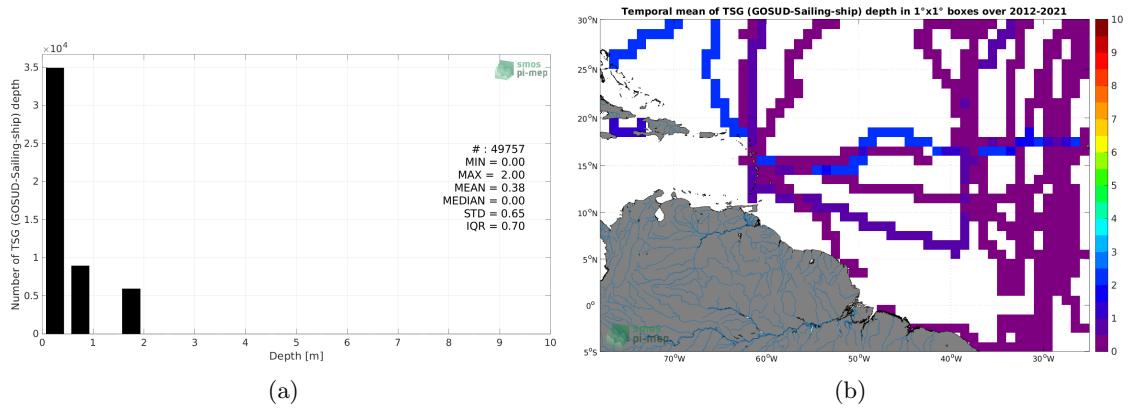 ×10⁴
3.5
3
2.5
2
1.5
1
0.5
0
Number of TSG (GOSUD-Sailing-ship) depth
smos
pi-mep
# : 49757
MIN = 0.00
MAX = 2.00
MEAN = 0.38
MEDIAN = 0.00
STD = 0.65
IQR = 0.70
0 1 2 3 4 5 6 7 8 9 10
Depth [m]
(a)
Temporal mean of TSG (GOSUD-Sailing-ship) depth in 1°x1° boxes over 2012-2021
30°N
25°N
20°N
15°N
10°N
5°N
0°
5°S
smos
pi-mep
70°W 60°W 50°W 40°W 30°W
10
9
8
7
6
5
4
3
2
1
0
(b)